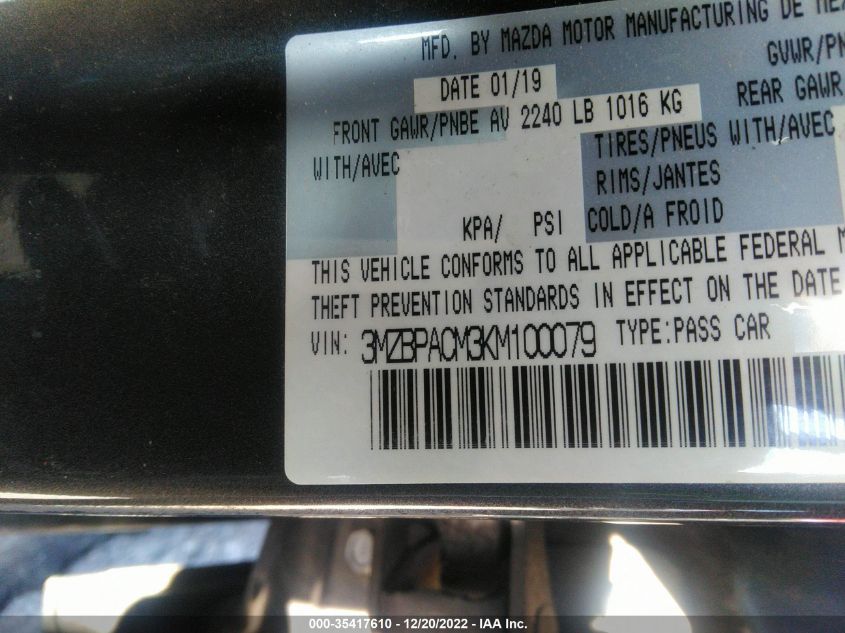 MFD. BY MAZDA MOTOR MANUFACTURING DE
DATE 01/19 GVWR/PN
FRONT GAWR/PNBE AV 2240 LB 1016 KG REAR GAWR
WITH/AVEC TIRES/PNEUS WITH/AVEC
RIMS/JANTES
KPA/ PSI COLD/A FROID
THIS VEHICLE CONFORMS TO ALL APPLICABLE FEDERAL M
THEFT PREVENTION STANDARDS IN EFFECT ON THE DATE
VIN: 3MZBPACM3KM100079 TYPE:PASS CAR
000-35417610 - 12/20/2022 - IAA Inc.